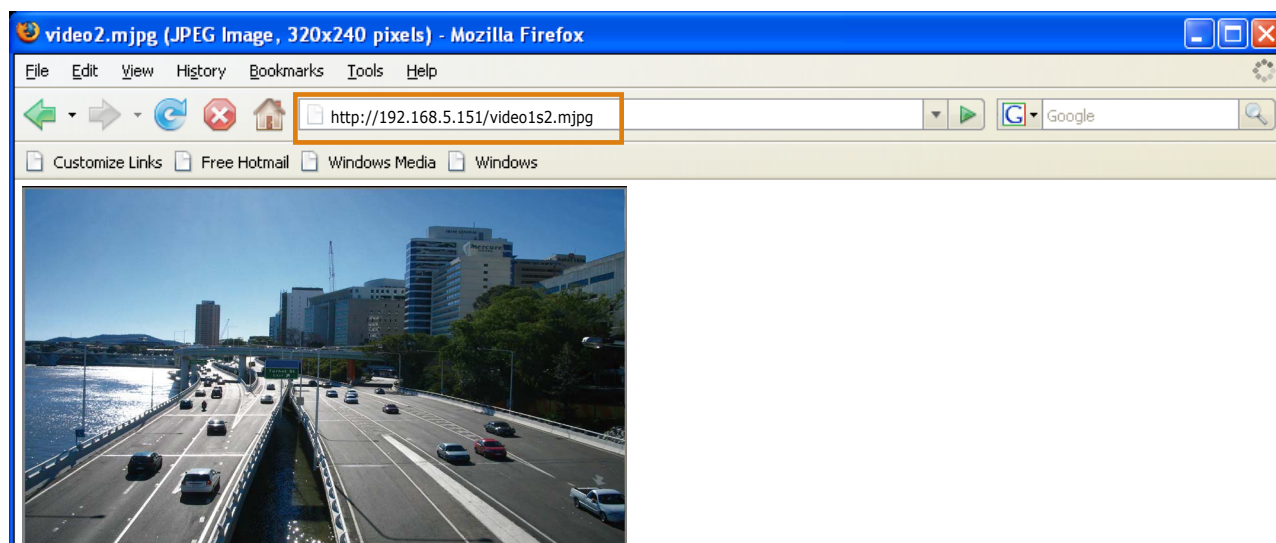 video2.mjpg (JPEG Image, 320x240 pixels) - Mozilla Firefox
File Edit View History Bookmarks Tools Help
http://192.168.5.151/video1s2.mjpg G Google
Customize Links Free Hotmail Windows Media Windows
Mercure